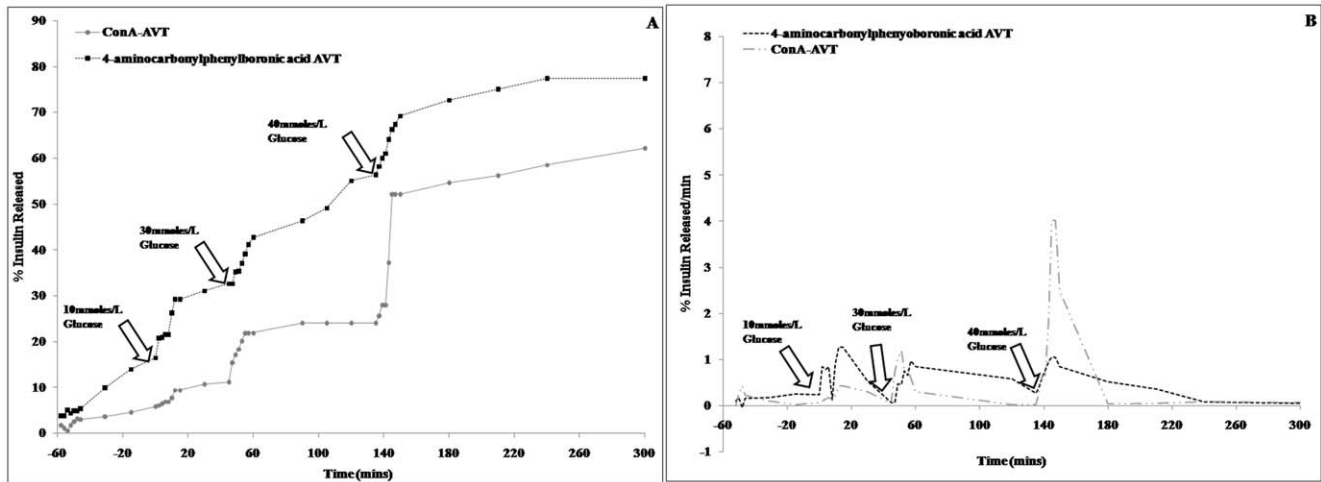 A
ConA-AVT
4-aminocarbonylphenylboronic acid AVT
90
80
70
60
50
40
30
20
10
0
% Insulin Released
10mmoles/L
Glucose
30mmoles/L
Glucose
40mmoles/L
Glucose
-60
-20
20
60
100
140
180
220
260
300
Time (mins)
B
4-aminocarbonylphenyoboronic acid AVT
ConA-AVT
8
7
6
5
4
3
2
1
0
-1
% Insulin Released/min
10mmoles/L
Glucose
30mmoles/L
Glucose
40mmoles/L
Glucose
-60
-20
20
60
100
140
180
220
260
300
Time (mins)